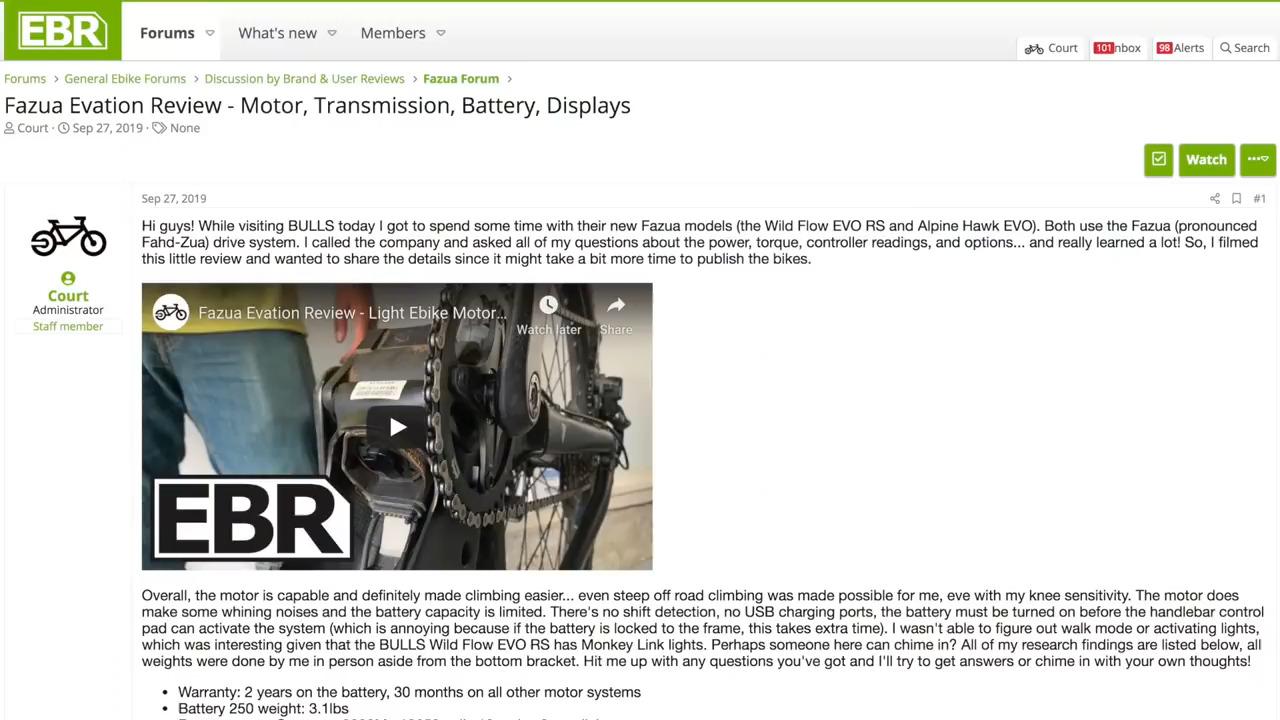 EBR
Forums What's new Members
Court 101 nbox 98 Alerts Search
Forums > General Ebike Forums > Discussion by Brand & User Reviews > Fazua Forum >
Fazua Evation Review - Motor, Transmission, Battery, Displays
Court · Sep 27, 2019 · None
Watch
Sep 27, 2019 #1
Hi guys! While visiting BULLS today I got to spend some time with their new Fazua models (the Wild Flow EVO RS and Alpine Hawk EVO). Both use the Fazua (pronounced
Fahd-Zua) drive system. I called the company and asked all of my questions about the power, torque, controller readings, and options... and really learned a lot! So, I filmed
this little review and wanted to share the details since it might take a bit more time to publish the bikes.
Court
Administrator
Staff member
Fazua Evation Review - Light Ebike Motor...
Watch later Share
EBR
Overall, the motor is capable and definitely made climbing easier... even steep off road climbing was made possible for me, eve with my knee sensitivity. The motor does
make some whining noises and the battery capacity is limited. There's no shift detection, no USB charging ports, the battery must be turned on before the handlebar control
pad can activate the system (which is annoying because if the battery is locked to the frame, this takes extra time). I wasn't able to figure out walk mode or activating lights,
which was interesting given that the BULLS Wild Flow EVO RS has Monkey Link lights. Perhaps someone here can chime in? All of my research findings are listed below, all
weights were done by me in person aside from the bottom bracket. Hit me up with any questions you've got and I'll try to get answers or chime in with your own thoughts!
• Warranty: 2 years on the battery, 30 months on all other motor systems
• Battery 250 weight: 3.1lbs